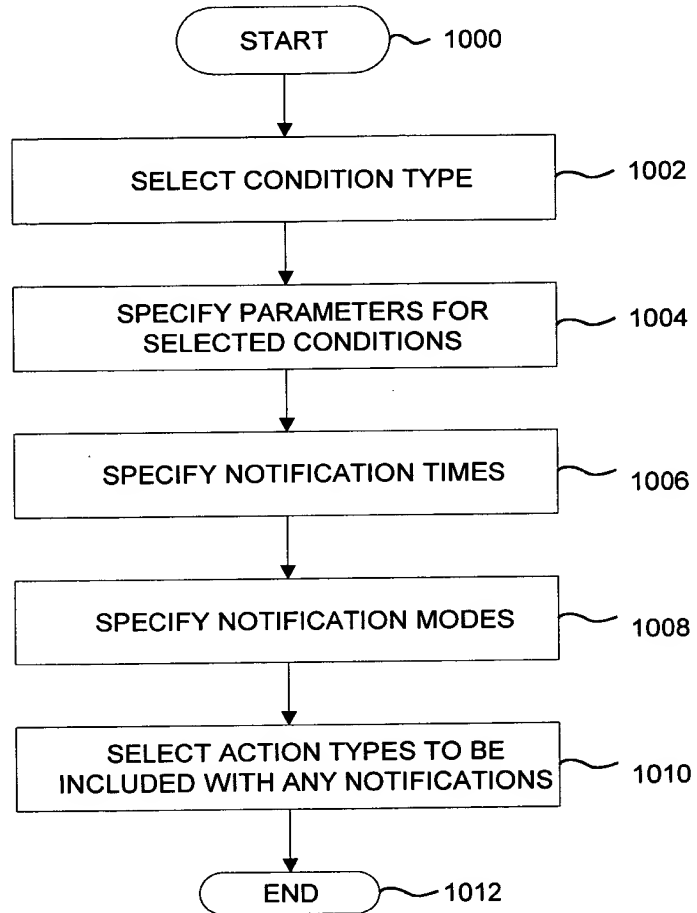 START
1000
SELECT CONDITION TYPE
1002
SPECIFY PARAMETERS FOR
SELECTED CONDITIONS
1004
SPECIFY NOTIFICATION TIMES
1006
SPECIFY NOTIFICATION MODES
1008
SELECT ACTION TYPES TO BE
INCLUDED WITH ANY NOTIFICATIONS
1010
END
1012